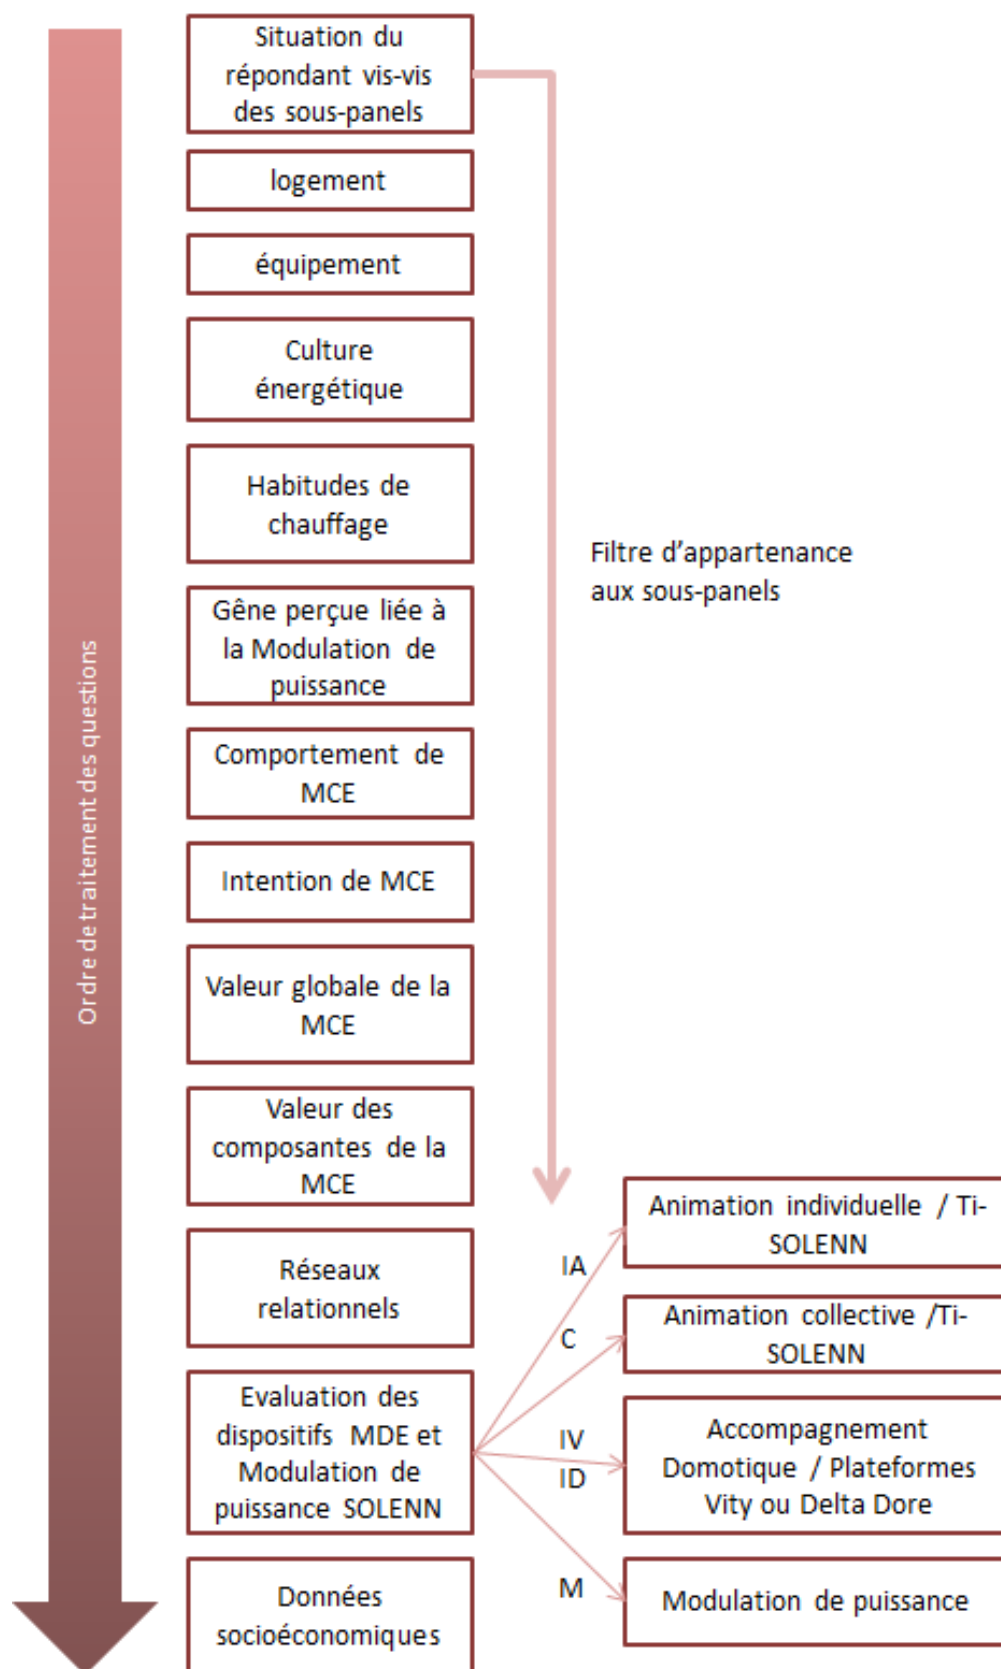 Situation du
répondant vis-vis
des sous-panels
logement
équipement
Culture
énergétique
Habitudes de
chauffage
Filtre d’appartenance
aux sous-panels
Gêne perçue liée à
la Modulation de
puissance
Ordre de traitement des questions
Comportement de
MCE
Intention de MCE
Valeur globale de la
MCE
Valeur des
composantes de la
MCE
Réseaux
relationnels
Evaluation des
dispositifs MDE et
Modulation de
puissance SOLENN
Données
socioéconomiques
IA
Animation individuelle / Ti-
SOLENN
C
Animation collective /Ti-
SOLENN
IV
ID
Accompagnement
Domotique / Plateformes
Vity ou Delta Dore
M
Modulation de puissance